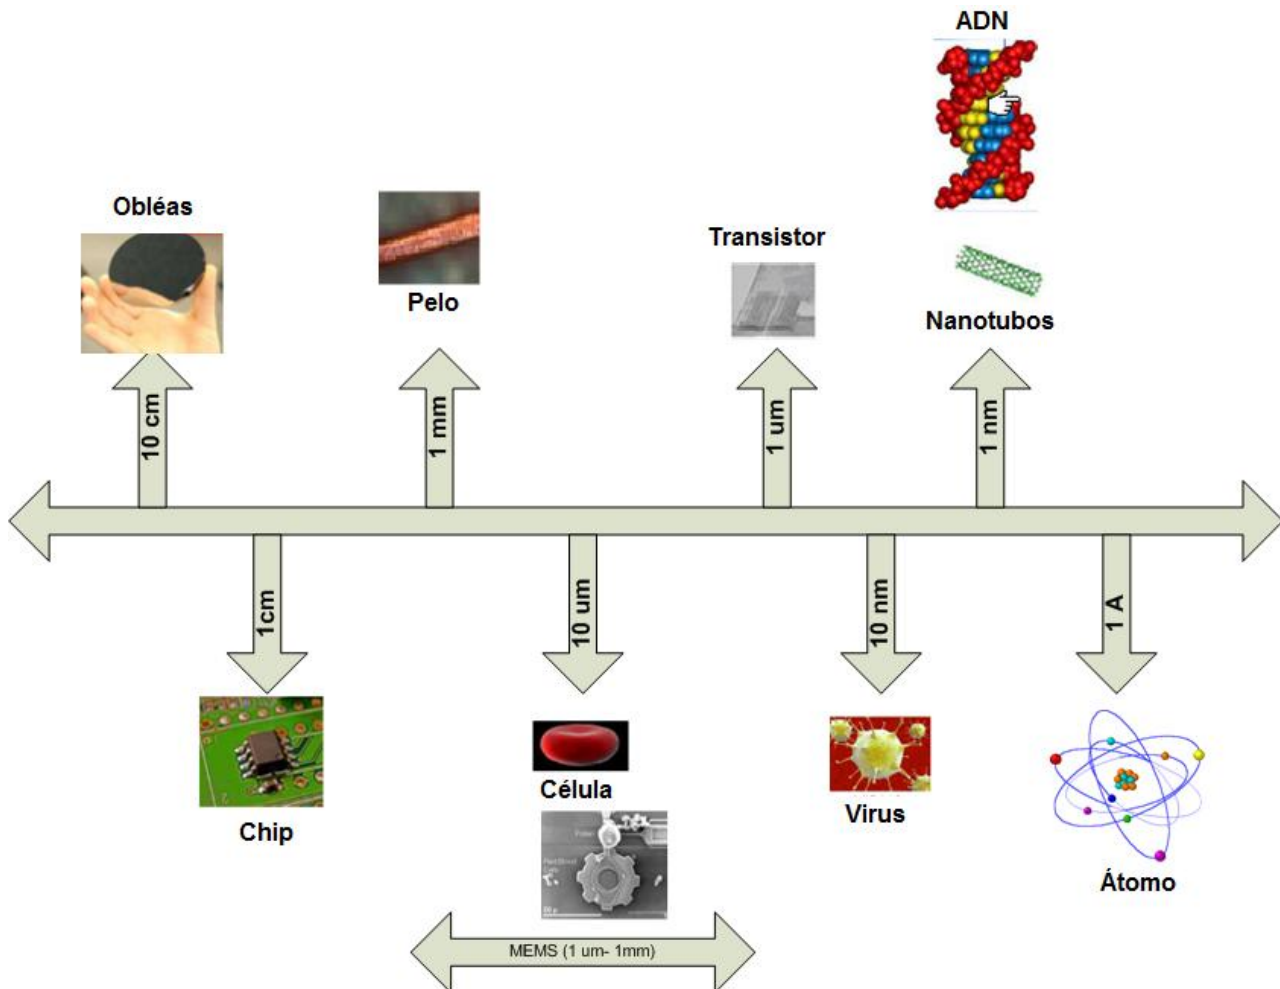 ADN
Obléas
Pelo
Transistor
Nanotubos
10 cm
1 mm
1 um
1 nm
1cm
10 um
10 nm
1 A
Chip
Célula
Virus
Átomo
MEMS (1 um- 1mm)